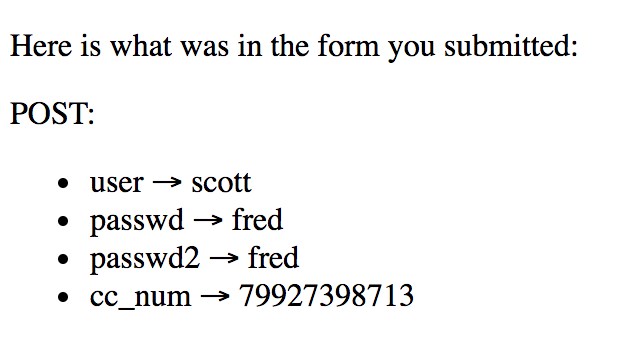 Here is what was in the form you submitted:
POST:
• user → scott
• passwd → fred
• passwd2 → fred
• cc_num → 79927398713